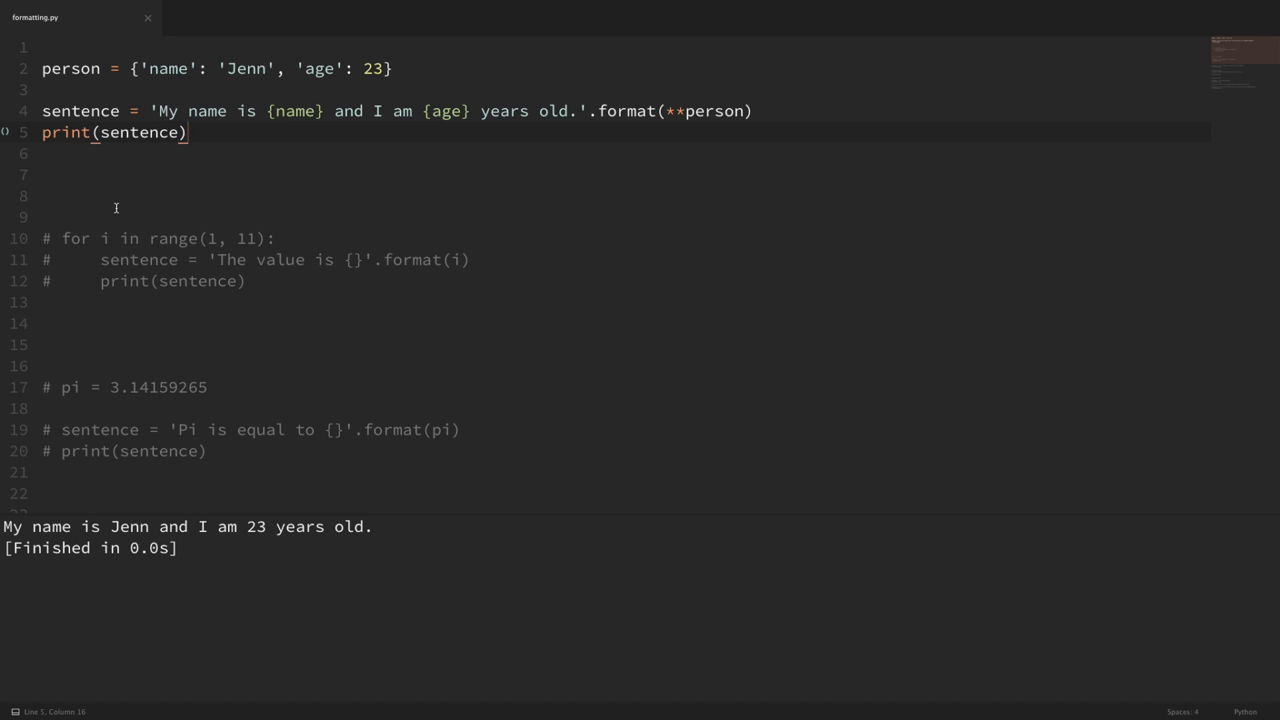 formatting.py ×
1
2 person = {'name': 'Jenn', 'age': 23}
3
4 sentence = 'My name is {name} and I am {age} years old.'.format(**person)
() 5 print(sentence)
6
7
8
9
10 # for i in range(1, 11):
11 #     sentence = 'The value is {}'.format(i)
12 #     print(sentence)
13
14
15
16
17 # pi = 3.14159265
18
19 # sentence = 'Pi is equal to {}'.format(pi)
20 # print(sentence)
21
22
My name is Jenn and I am 23 years old.
[Finished in 0.0s]
Line 5, Column 16 Spaces: 4 Python